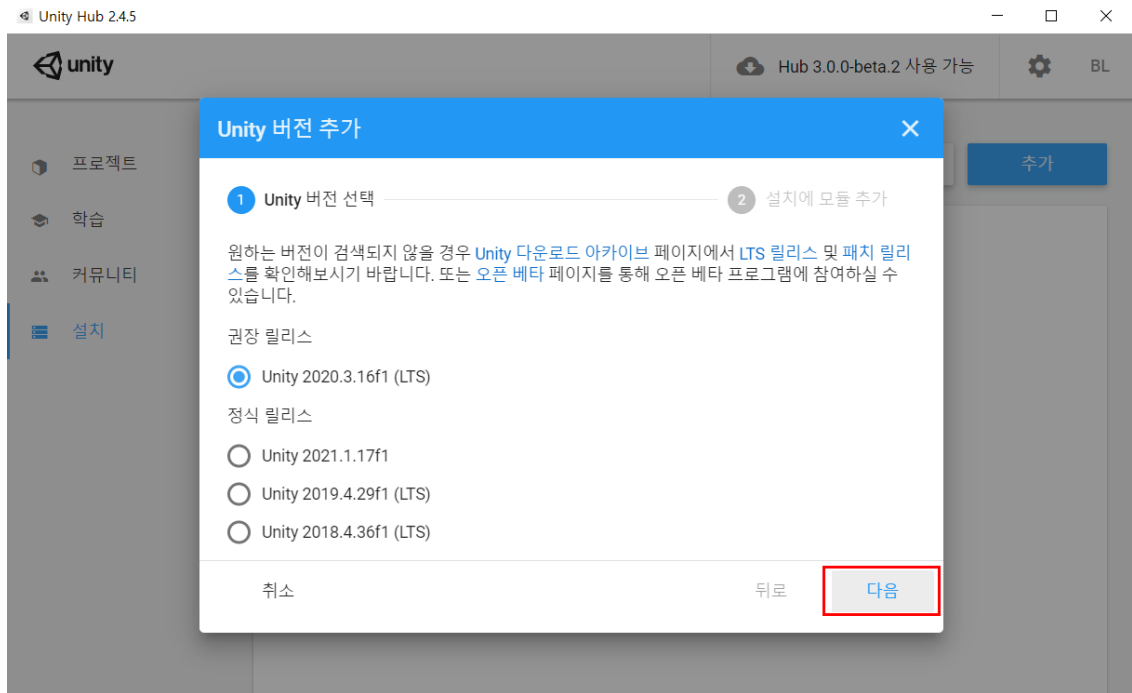 Unity Hub 2.4.5
unity
Hub 3.0.0-beta.2 사용 가능
BL
프로젝트
학습
커뮤니티
설치
추가
Unity 버전 추가
1 Unity 버전 선택
2 설치에 모듈 추가
원하는 버전이 검색되지 않을 경우 Unity 다운로드 아카이브 페이지에서 LTS 릴리스 및 패치 릴리
스를 확인해보시기 바랍니다. 또는 오픈 베타 페이지를 통해 오픈 베타 프로그램에 참여하실 수
있습니다.
권장 릴리스
Unity 2020.3.16f1 (LTS)
정식 릴리스
Unity 2021.1.17f1
Unity 2019.4.29f1 (LTS)
Unity 2018.4.36f1 (LTS)
취소
뒤로
다음